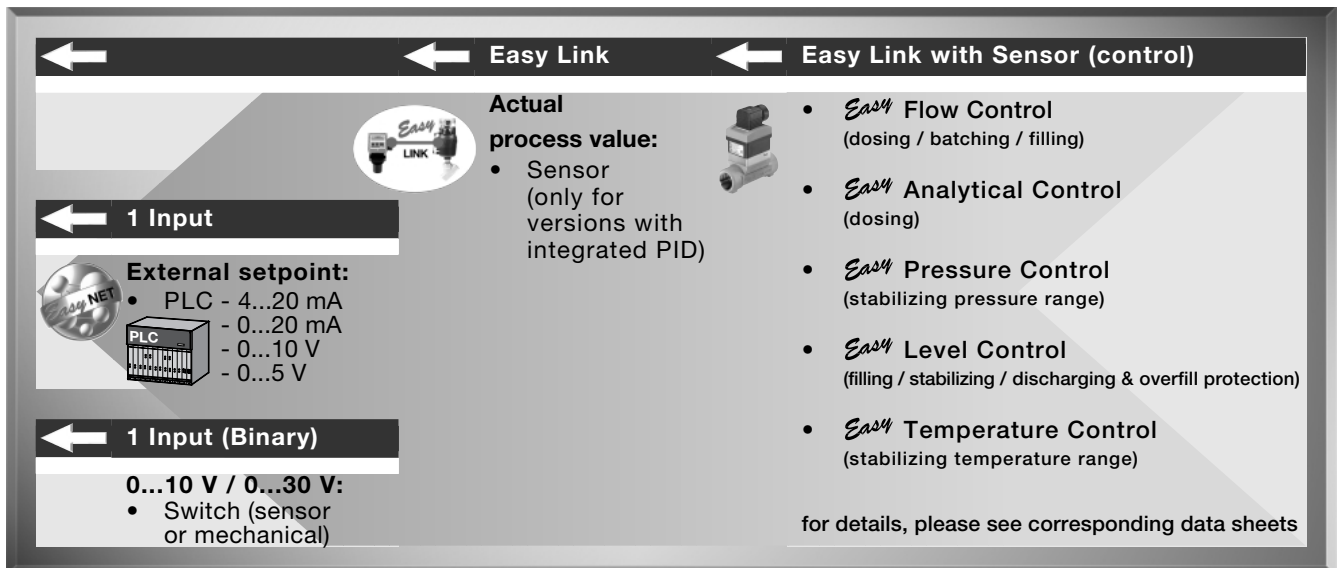 Easy Link
Easy Link with Sensor (control)
Easy
LINK
Actual
process value:
• Sensor
(only for
versions with
integrated PID)
• Easy Flow Control
(dosing / batching / filling)
• Easy Analytical Control
(dosing)
• Easy Pressure Control
(stabilizing pressure range)
• Easy Level Control
(filling / stabilizing / discharging & overfill protection)
• Easy Temperature Control
(stabilizing temperature range)
for details, please see corresponding data sheets
1 Input
Easy NET
External setpoint:
• PLC - 4...20 mA
- 0...20 mA
- 0...10 V
- 0...5 V
PLC
1 Input (Binary)
0...10 V / 0...30 V:
• Switch (sensor
or mechanical)